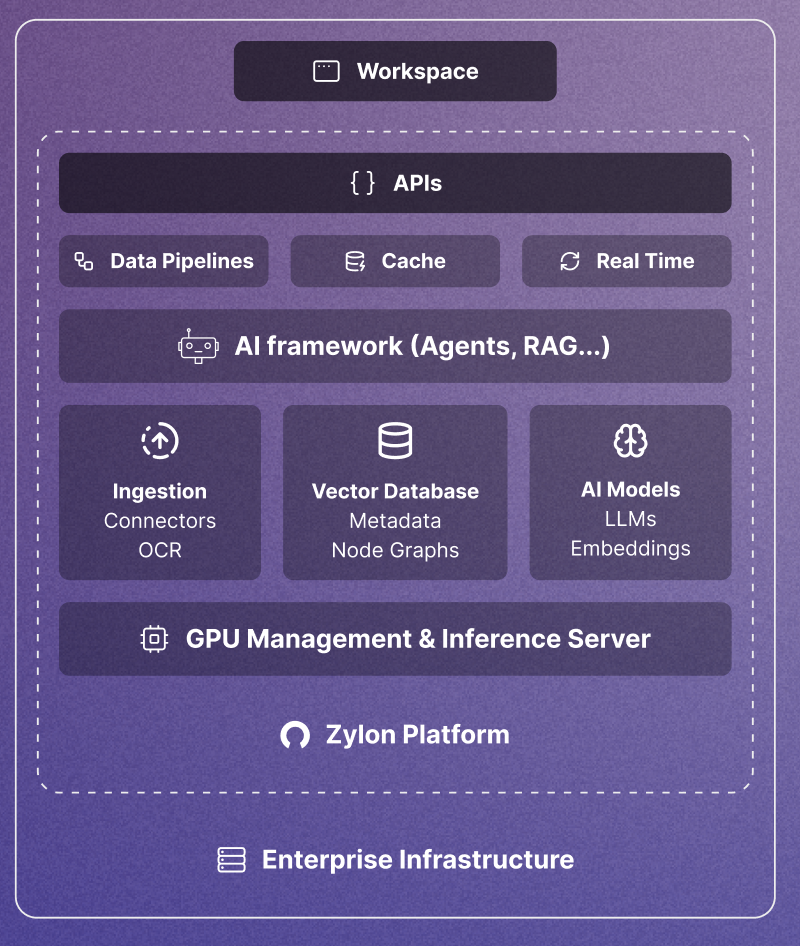 Workspace
APIs
Data Pipelines
Cache
Real Time
AI framework (Agents, RAG...)
Ingestion
Connectors
OCR
Vector Database
Metadata
Node Graphs
AI Models
LLMs
Embeddings
GPU Management & Inference Server
Zylon Platform
Enterprise Infrastructure